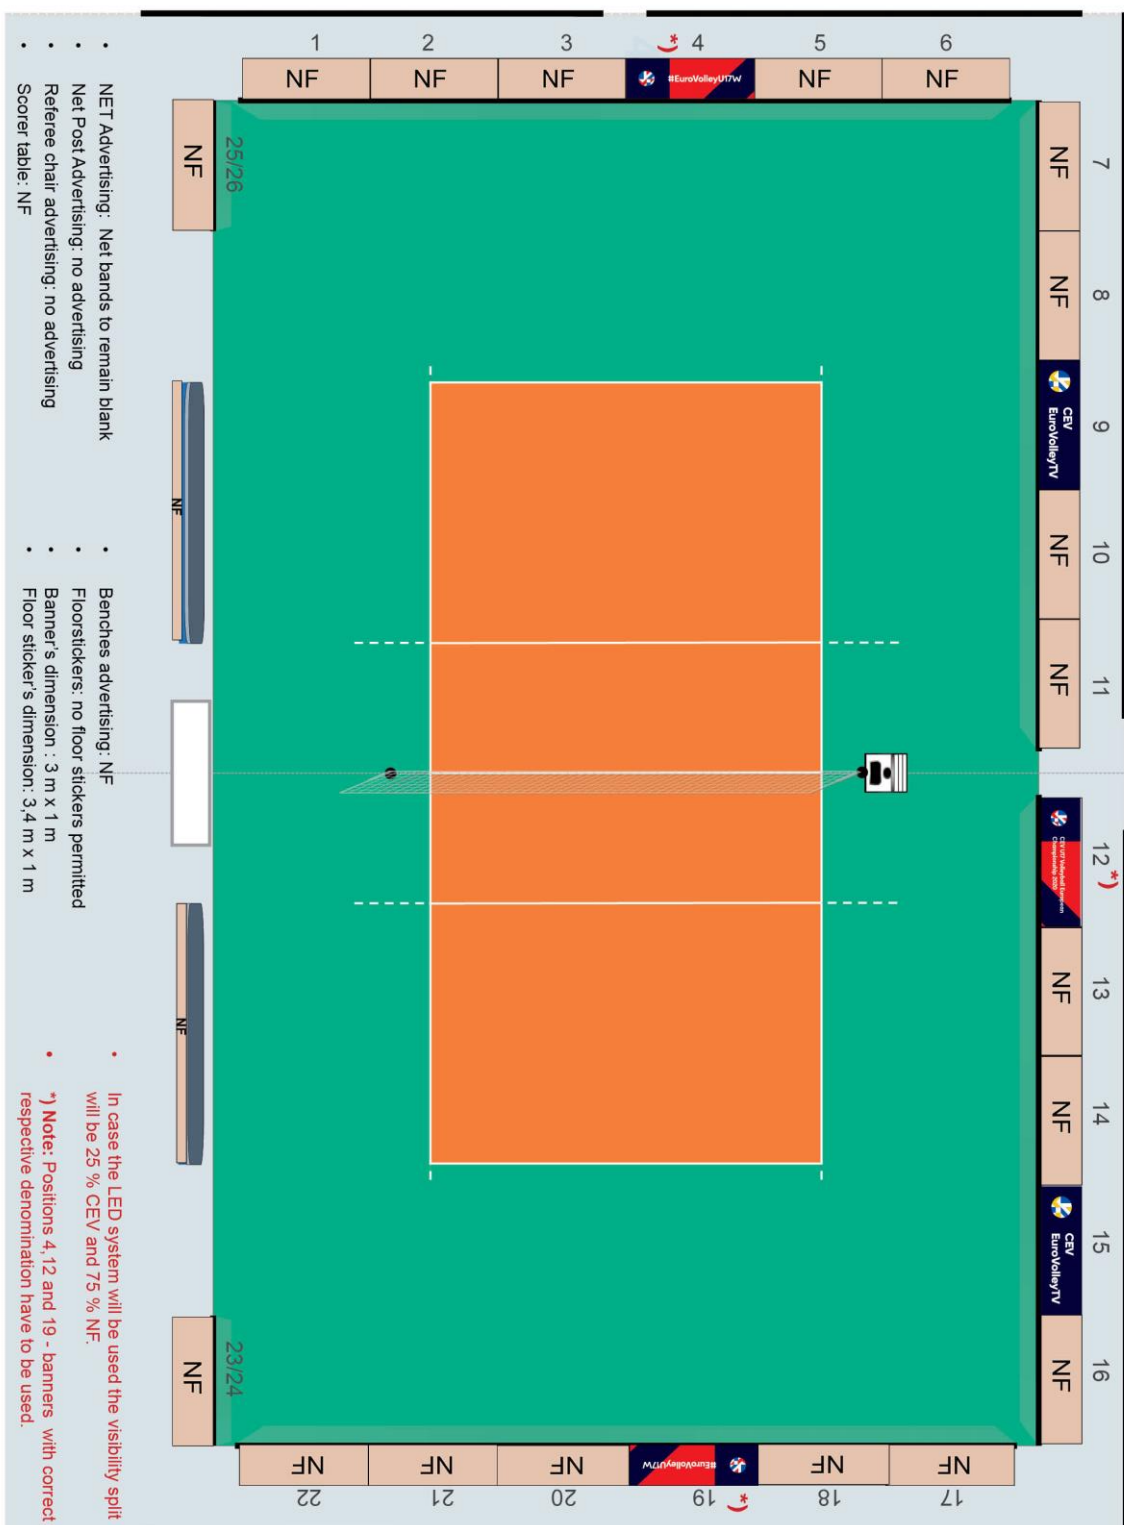 1
2
3
*) 4
5
6
NF
NF
NF
#EuroVolleyU17W
NF
NF
7
8
9
10
11
12 *)
13
14
15
16
NF
NF
CEV
EuroVolleyTV
NF
NF
CEV U17 Volleyball European
Championship 2020
NF
NF
CEV
EuroVolleyTV
NF
17
18
19 *)
20
21
22
NF
NF
#EuroVolleyU17W
NF
NF
NF
25/26
NF
NF
NF
23/24
NF
• NET Advertising: Net bands to remain blank
• Net Post Advertising: no advertising
• Referee chair advertising: no advertising
• Scorer table: NF
• Benches advertising: NF
• Floorstickers: no floor stickers permitted
• Banner's dimension : 3 m x 1 m
• Floor sticker's dimension: 3,4 m x 1 m
• In case the LED system will be used the visibility split
will be 25 % CEV and 75 % NF.
• *) Note: Positions 4,12 and 19 - banners with correct
respective denomination have to be used.